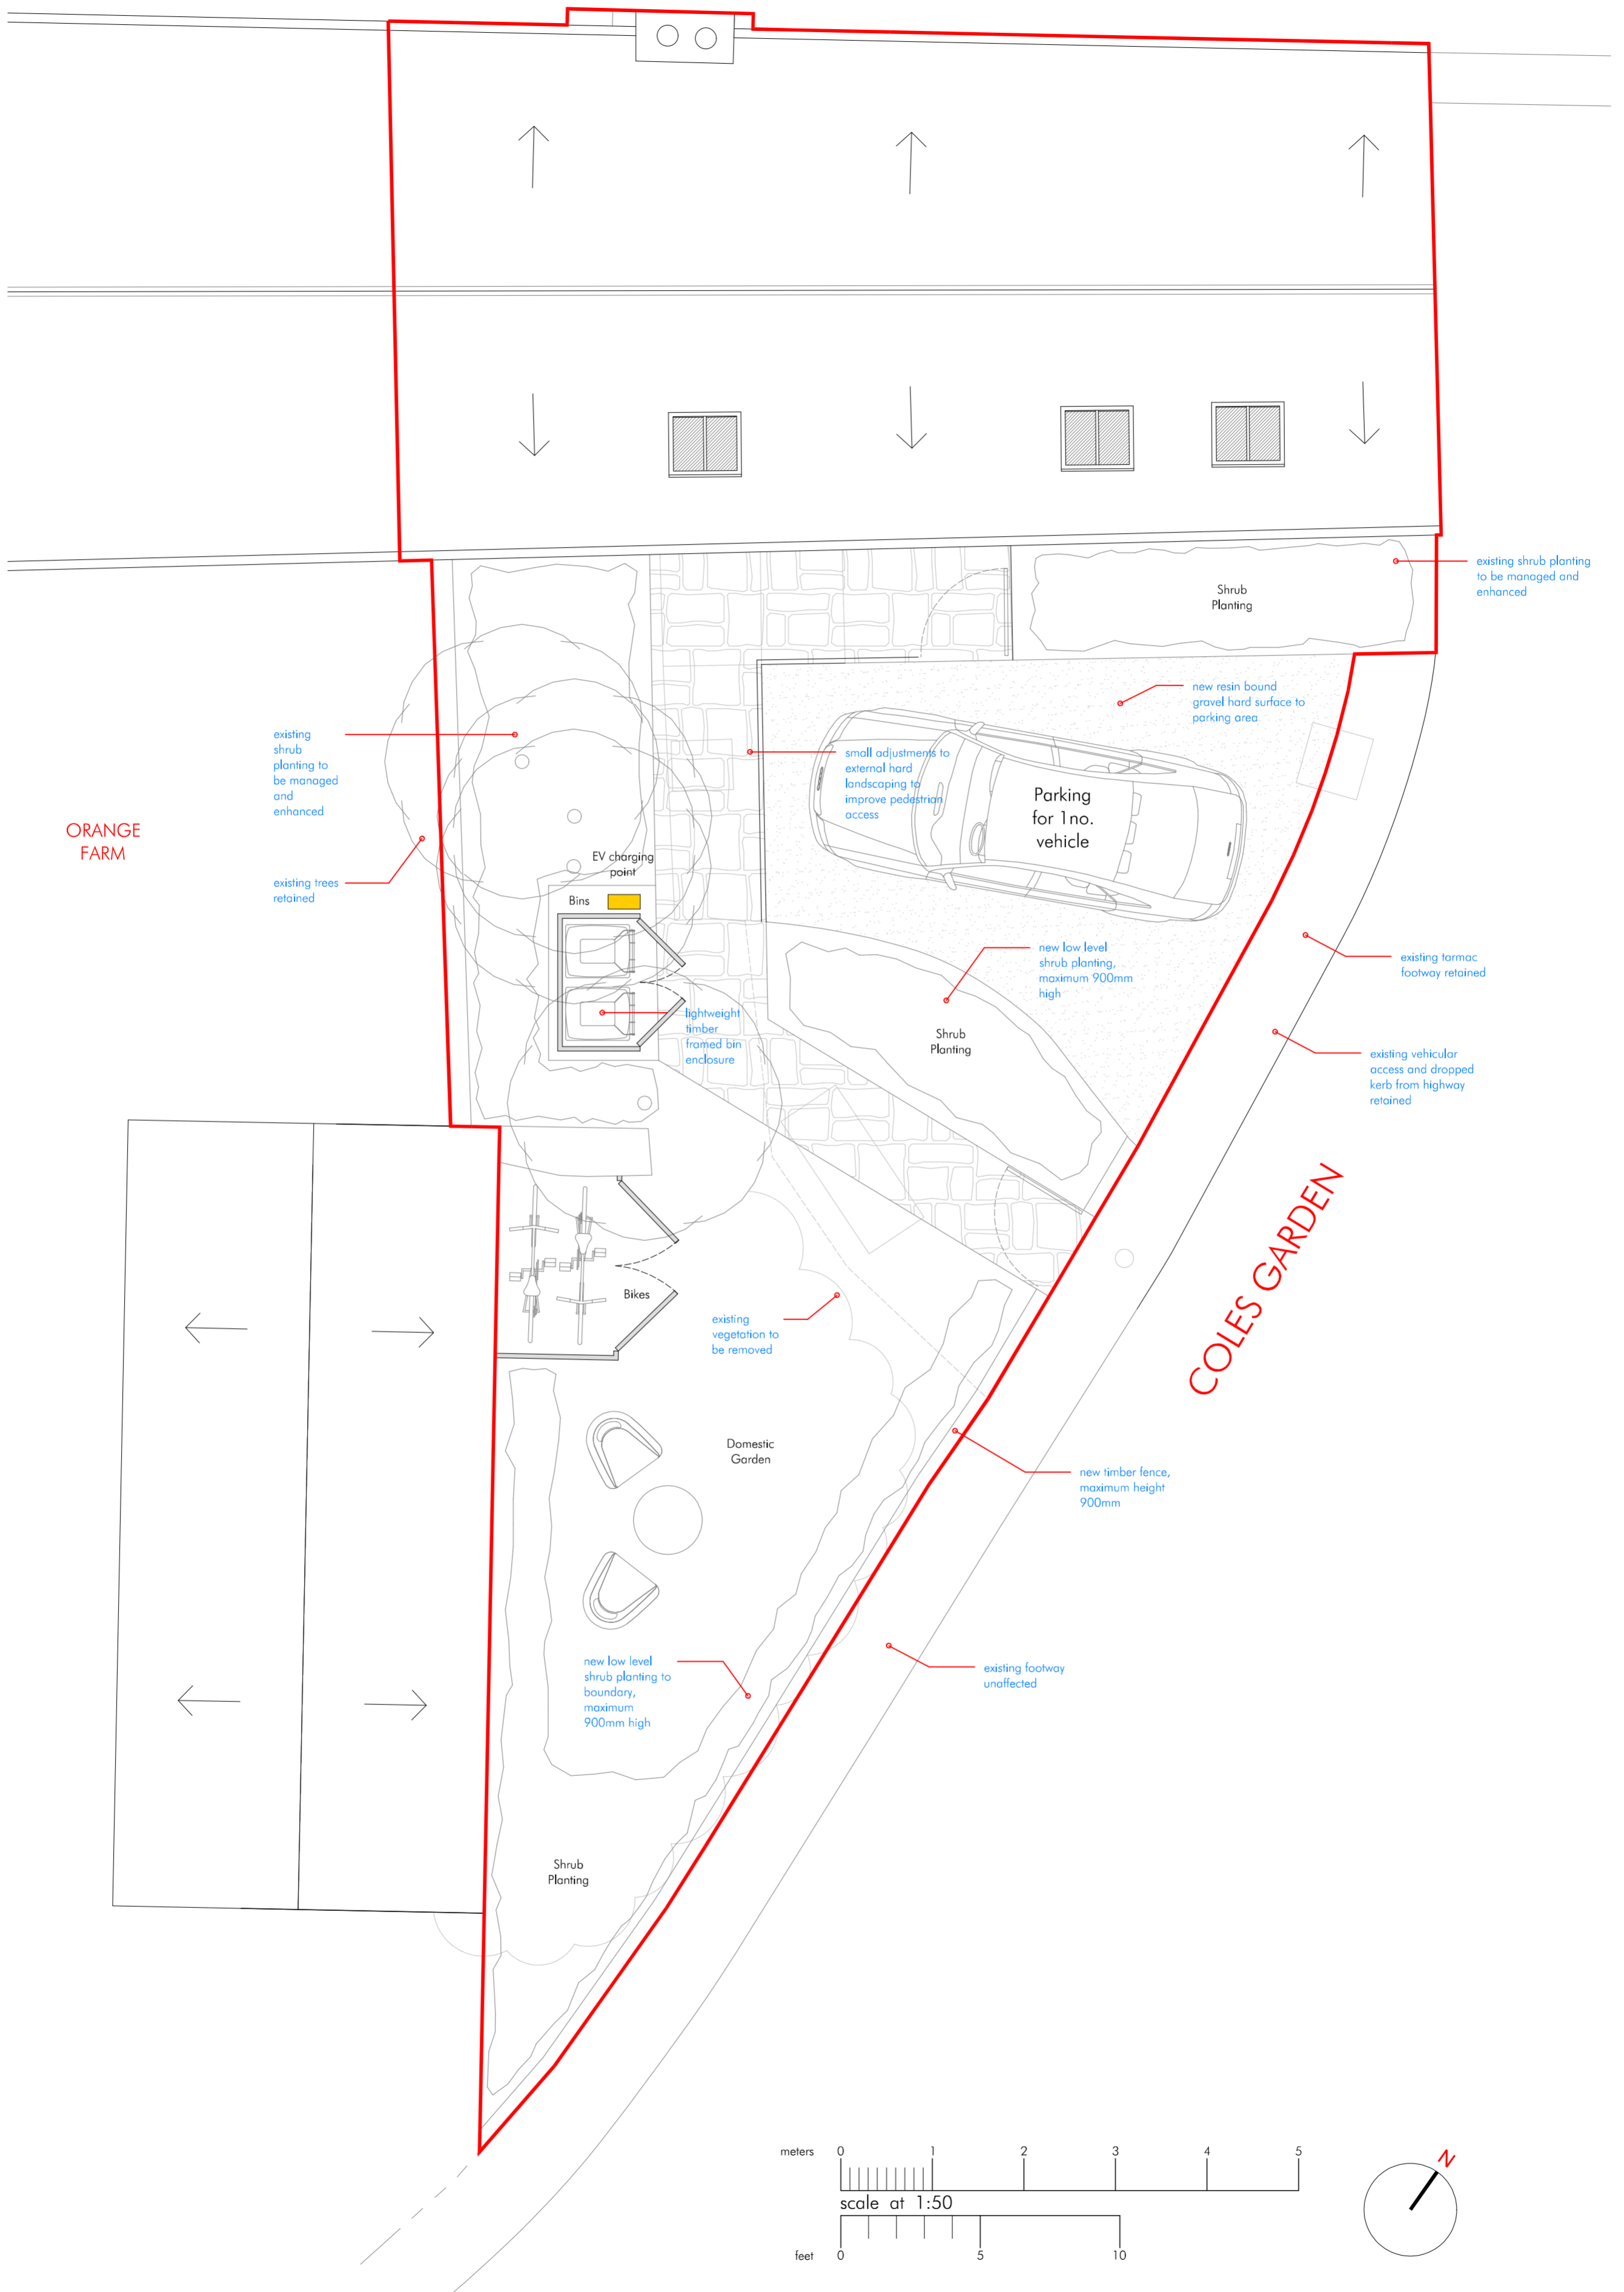 existing shrub planting
to be managed and
enhanced
Shrub
Planting
new resin bound
gravel hard surface to
parking area
existing
shrub
planting to
be managed
and
enhanced
small adjustments to
external hard
landscaping to
improve pedestrian
access
Parking
for 1no.
vehicle
ORANGE
FARM
existing trees
retained
EV charging
point
Bins
new low level
shrub planting,
maximum 900mm
high
existing tarmac
footway retained
lightweight
timber
framed bin
enclosure
Shrub
Planting
existing vehicular
access and dropped
kerb from highway
retained
COLES GARDEN
Bikes
existing
vegetation to
be removed
Domestic
Garden
new timber fence,
maximum height
900mm
new low level
shrub planting to
boundary,
maximum
900mm high
existing footway
unaffected
Shrub
Planting
meters 0 1 2 3 4 5
scale at 1:50
feet 0 5 10
N